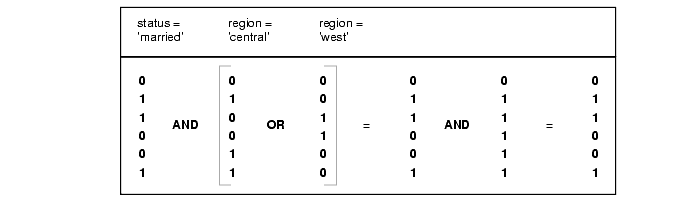 status = region = region =
'married' 'central' 'west'
0 0 0 0 0 0
1 1 0 1 1 1
1 0 1 1 1 1
AND OR = AND =
0 0 1 0 1 0
0 1 0 0 1 0
1 1 0 1 1 1